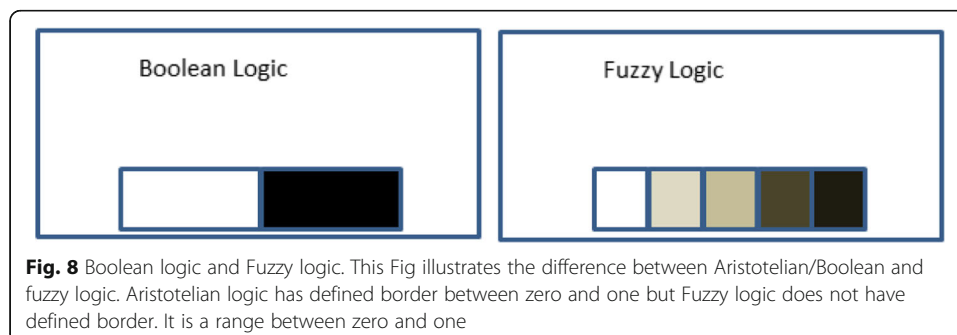 Boolean Logic
Fuzzy Logic
Fig. 8 Boolean logic and Fuzzy logic. This Fig illustrates the difference between Aristotelian/Boolean and
fuzzy logic. Aristotelian logic has defined border between zero and one but Fuzzy logic does not have
defined border. It is a range between zero and one